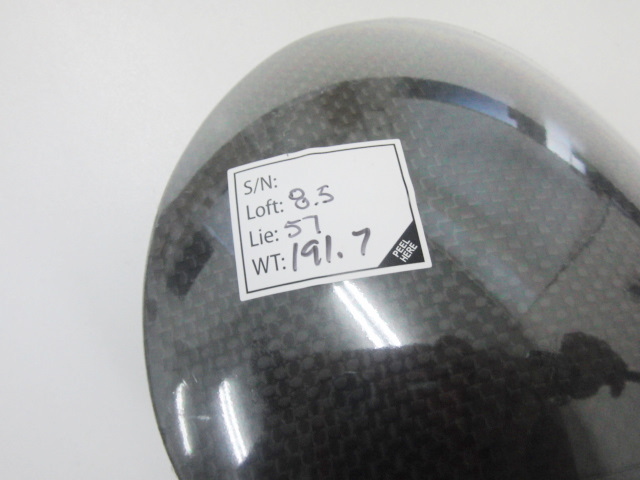 S/N:
Loft: 8.5
Lie: 57
WT: 191.7
PEEL
HERE